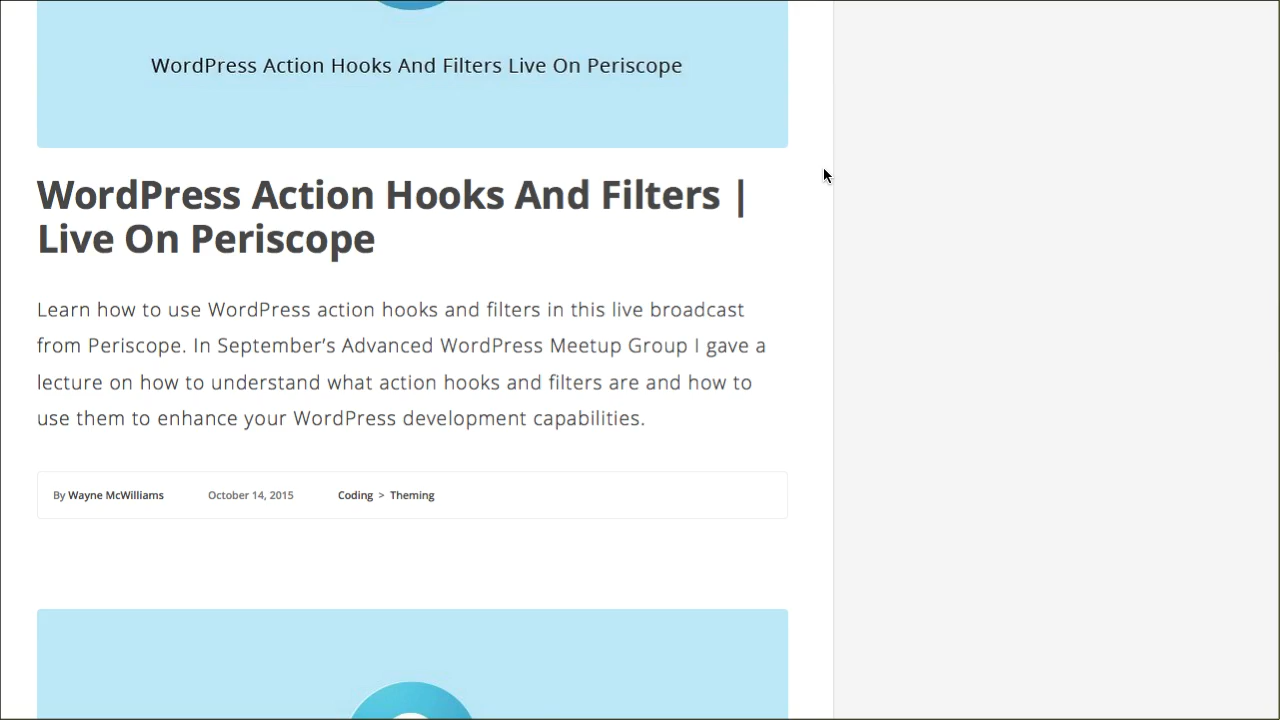 WordPress Action Hooks And Filters Live On Periscope
WordPress Action Hooks And Filters |
Live On Periscope
Learn how to use WordPress action hooks and filters in this live broadcast
from Periscope. In September’s Advanced WordPress Meetup Group I gave a
lecture on how to understand what action hooks and filters are and how to
use them to enhance your WordPress development capabilities.
By Wayne McWilliams October 14, 2015 Coding > Theming